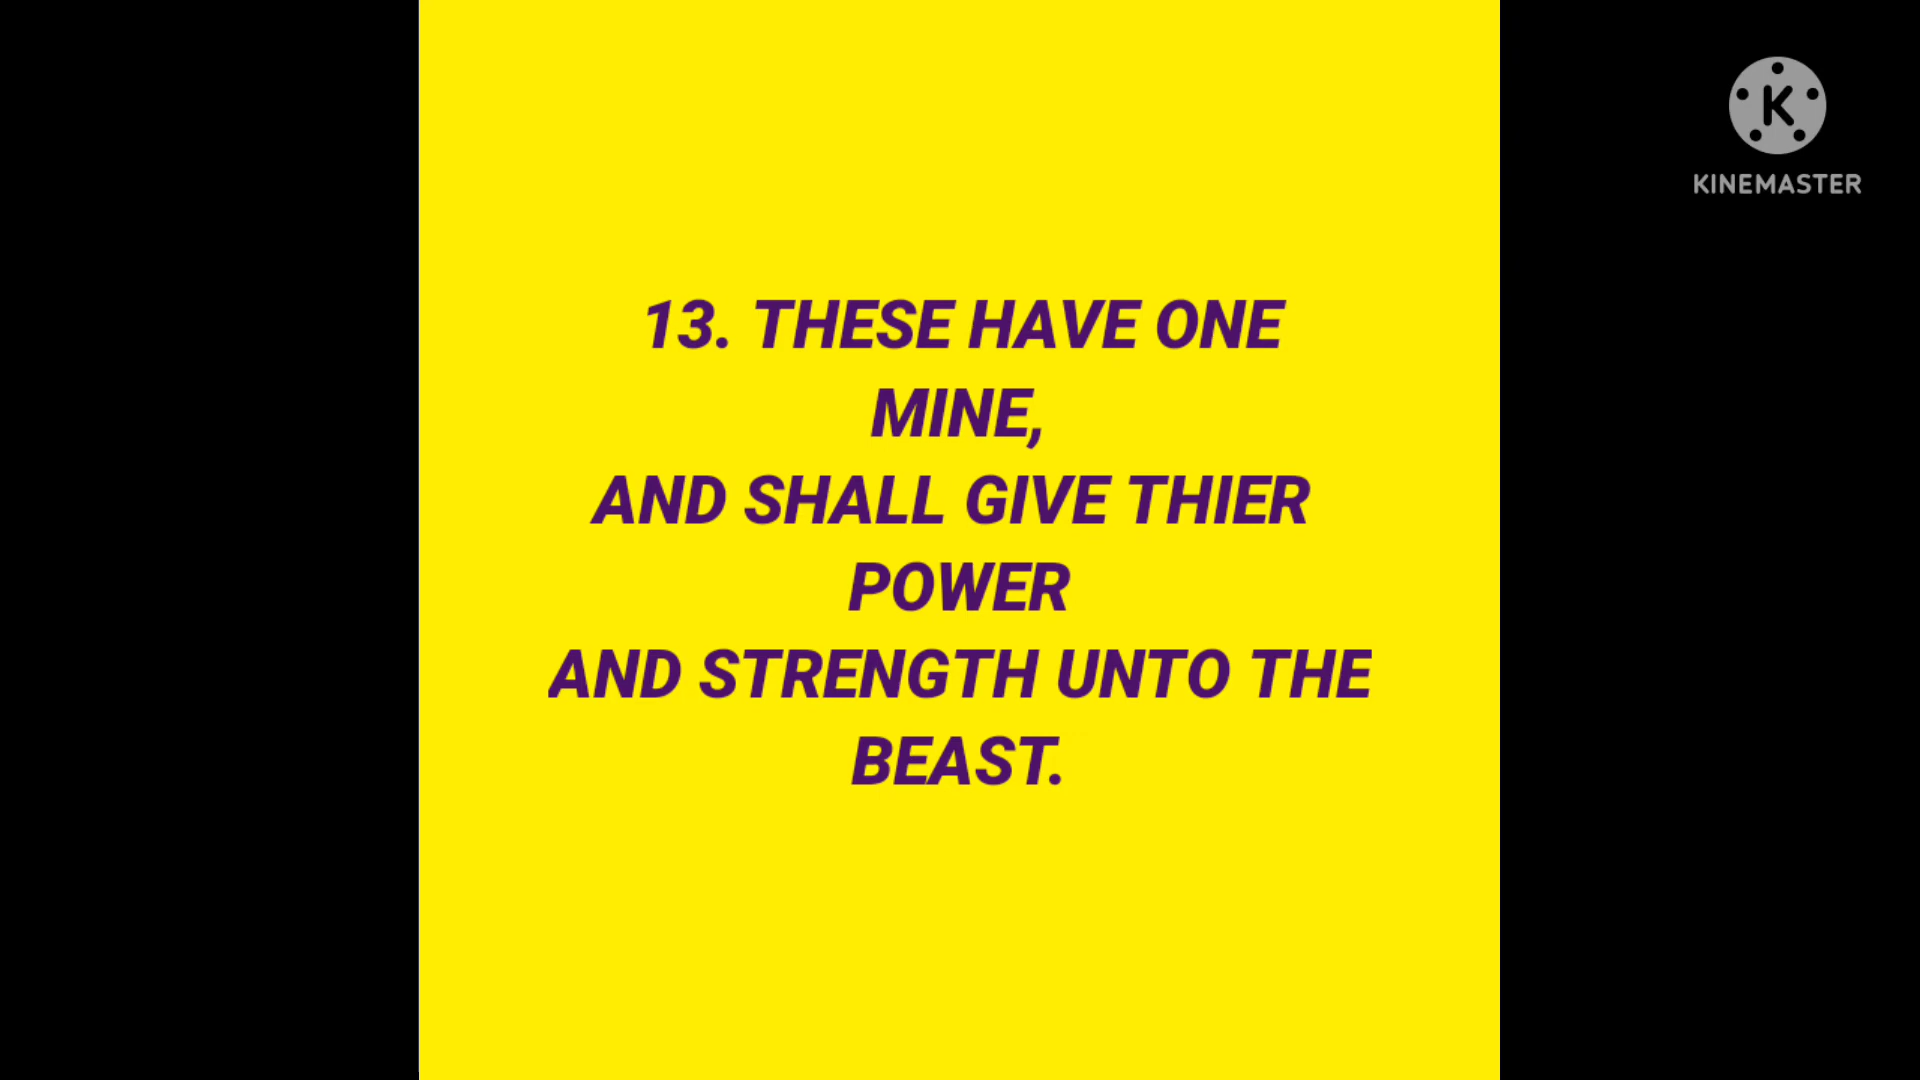 13. THESE HAVE ONE
MINE,
AND SHALL GIVE THIER
POWER
AND STRENGTH UNTO THE
BEAST.
K
KINEMASTER